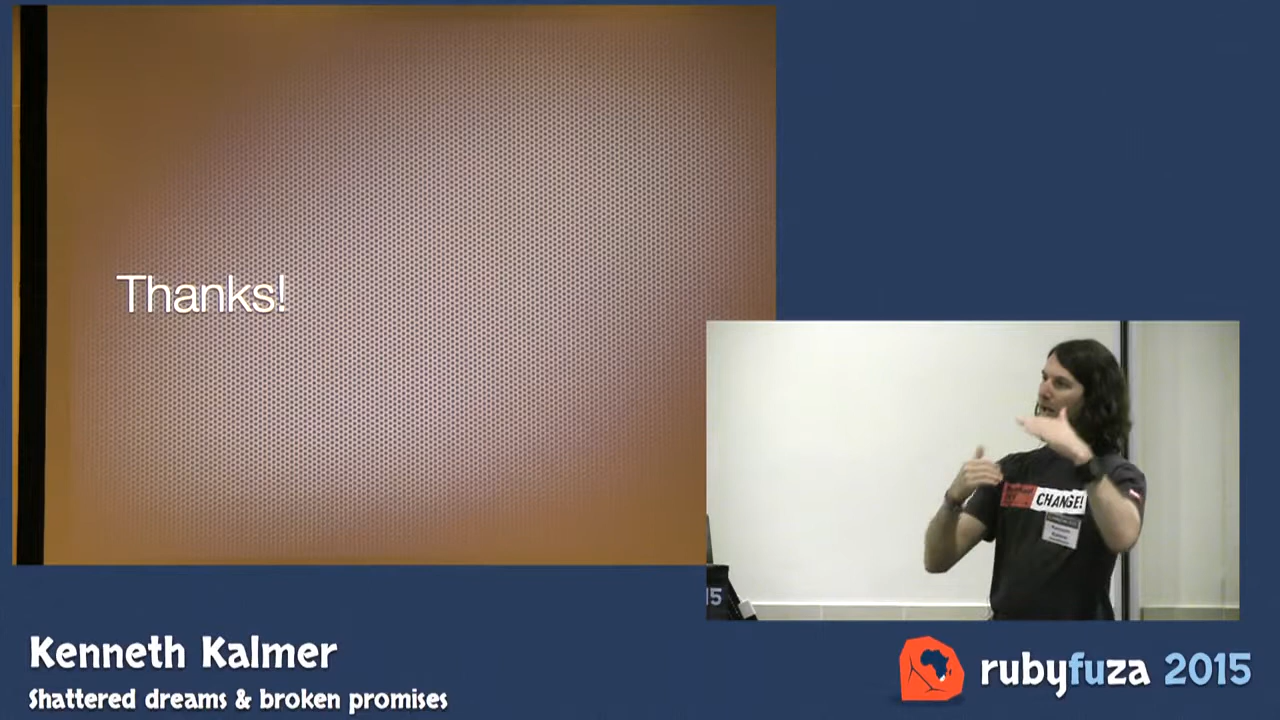 Thanks!
CHANGE!
15
Kenneth Kalmer
Shattered dreams & broken promises
rubyfuza 2015